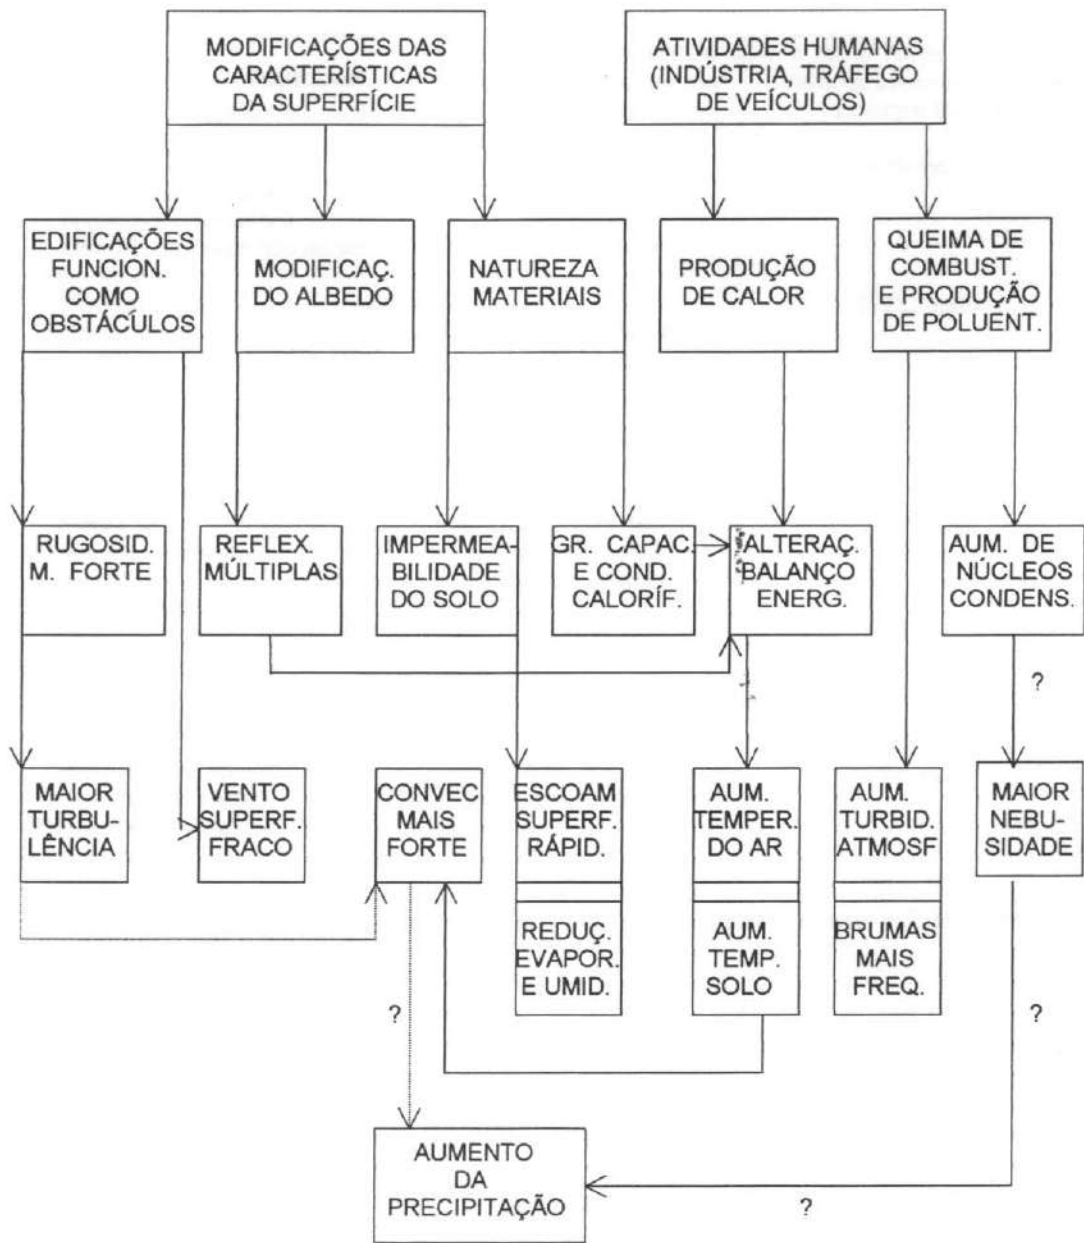 MODIFICAÇÕES DAS
CARACTERÍSTICAS
DA SUPERFÍCIE
ATIVIDADES HUMANAS
(INDÚSTRIA, TRÁFEGO
DE VEÍCULOS)
EDIFICAÇÕES
FUNCION.
COMO
OBSTÁCULOS
MODIFICAÇ.
DO ALBEDO
NATUREZA
MATERIAIS
PRODUÇÃO
DE CALOR
QUEIMA DE
COMBUST.
E PRODUÇÃO
DE POLUENT.
RUGOSID.
M. FORTE
REFLEX.
MÚLTIPLAS
IMPERMEA-
BILIDADE
DO SOLO
GR. CAPAC.
E COND.
CALORÍF.
ALTERAÇ.
BALANÇO
ENERG.
AUM. DE
NÚCLEOS
CONDENS.
?
MAIOR
TURBU-
LÊNCIA
VENTO
SUPERF.
FRACO
CONVEC
MAIS
FORTE
ESCOAM
SUPERF.
RÁPID.
AUM.
TEMPER.
DO AR
AUM.
TURBID.
ATMOSF
MAIOR
NEBU-
SIDADE
REDUÇ.
EVAPOR.
E UMID.
AUM.
TEMP.
SOLO
BRUMAS
MAIS
FREQ.
?
?
AUMENTO
DA
PRECIPITAÇÃO
?